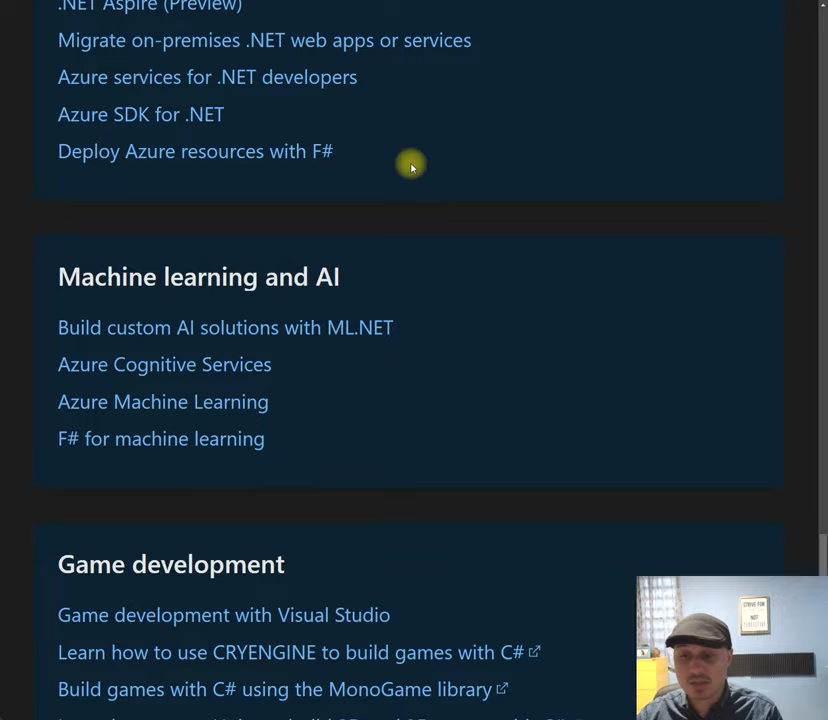 .NET Aspire (Preview)
Migrate on-premises .NET web apps or services
Azure services for .NET developers
Azure SDK for .NET
Deploy Azure resources with F#
Machine learning and AI
Build custom AI solutions with ML.NET
Azure Cognitive Services
Azure Machine Learning
F# for machine learning
Game development
Game development with Visual Studio
Learn how to use CRYENGINE to build games with C#
Build games with C# using the MonoGame library
STRIVE FOR
NOT